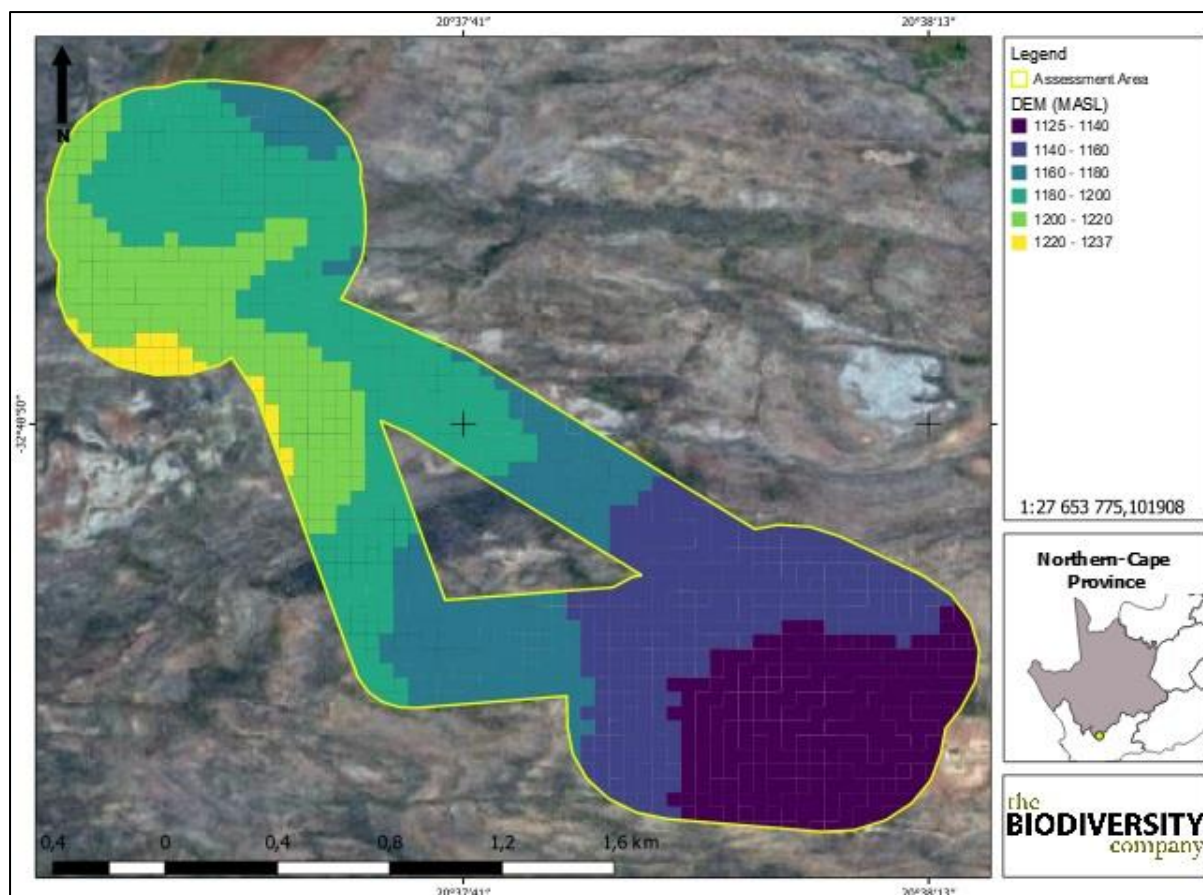 20°37'41"
20°38'13"
N
-32°48'50"
0,4
0
0,4
0,8
1,2
1,6 km
20°37'41"
20°38'13"
Legend
Assessment Area
DEM (MASL)
1125 - 1140
1140 - 1160
1160 - 1180
1180 - 1200
1200 - 1220
1220 - 1237
1:27 653 775,101908
Northern-Cape
Province
the
BIODIVERSITY
company